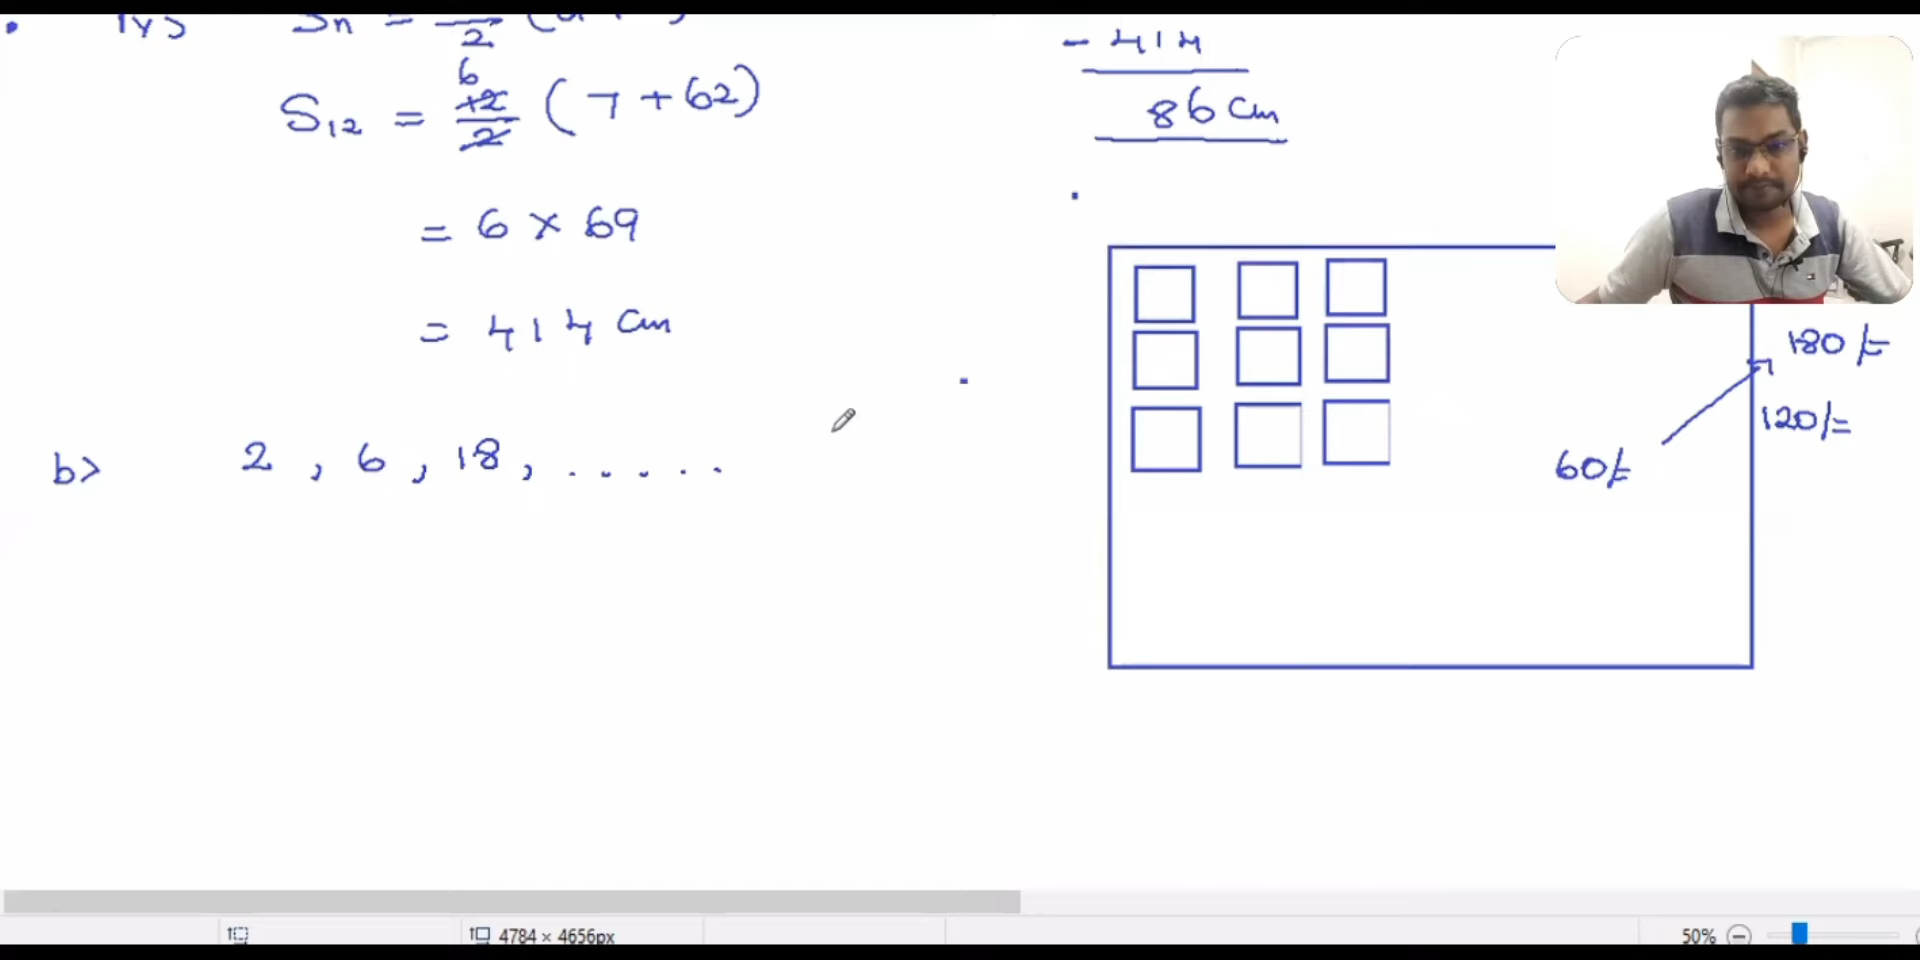 S₁₂ = 6 12/2 (7 + 62)
= 6 × 69
= 414 cm
b> 2 , 6 , 18 , . . . . .
- 414
86 cm
180/=
120/=
60/=
4784 × 4656px
50%